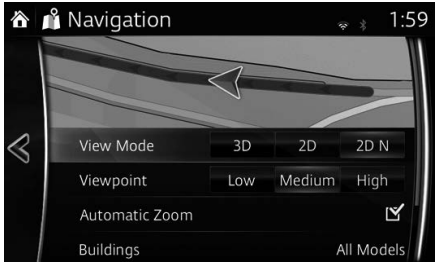 Navigation 1:59
View Mode 3D 2D 2D N
Viewpoint Low Medium High
Automatic Zoom
Buildings All Models